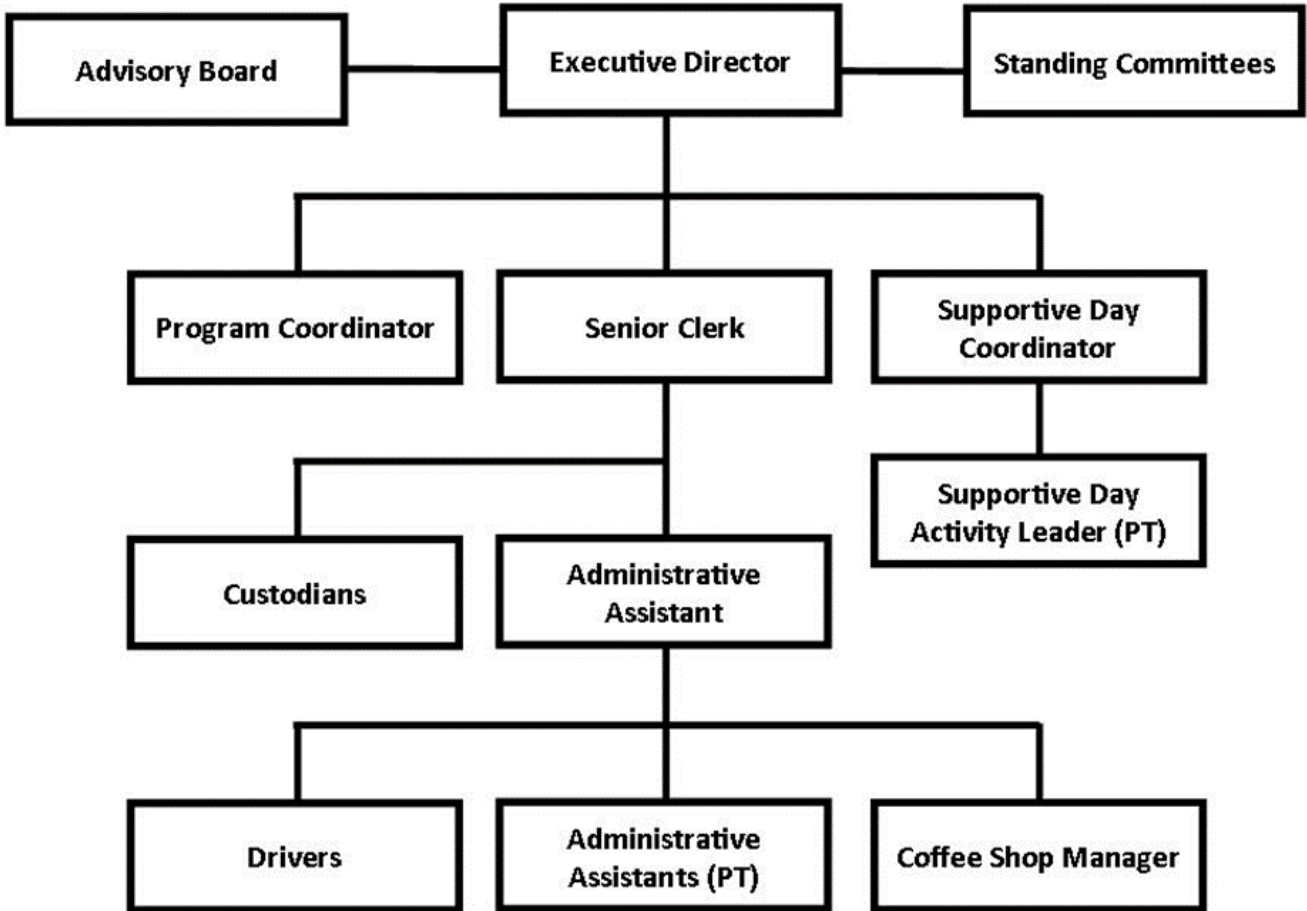 Advisory Board
Executive Director
Standing Committees
Program Coordinator
Senior Clerk
Supportive Day
Coordinator
Supportive Day
Activity Leader (PT)
Custodians
Administrative
Assistant
Drivers
Administrative
Assistants (PT)
Coffee Shop Manager